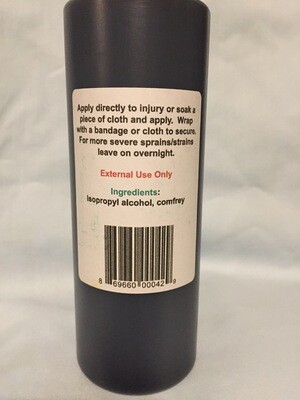 Apply directly to injury or soak a
piece of cloth and apply. Wrap
with a bandage or cloth to secure.
For more severe sprains/strains
leave on overnight.
External Use Only
Ingredients:
Isopropyl alcohol, comfrey
8 69660 00042 9